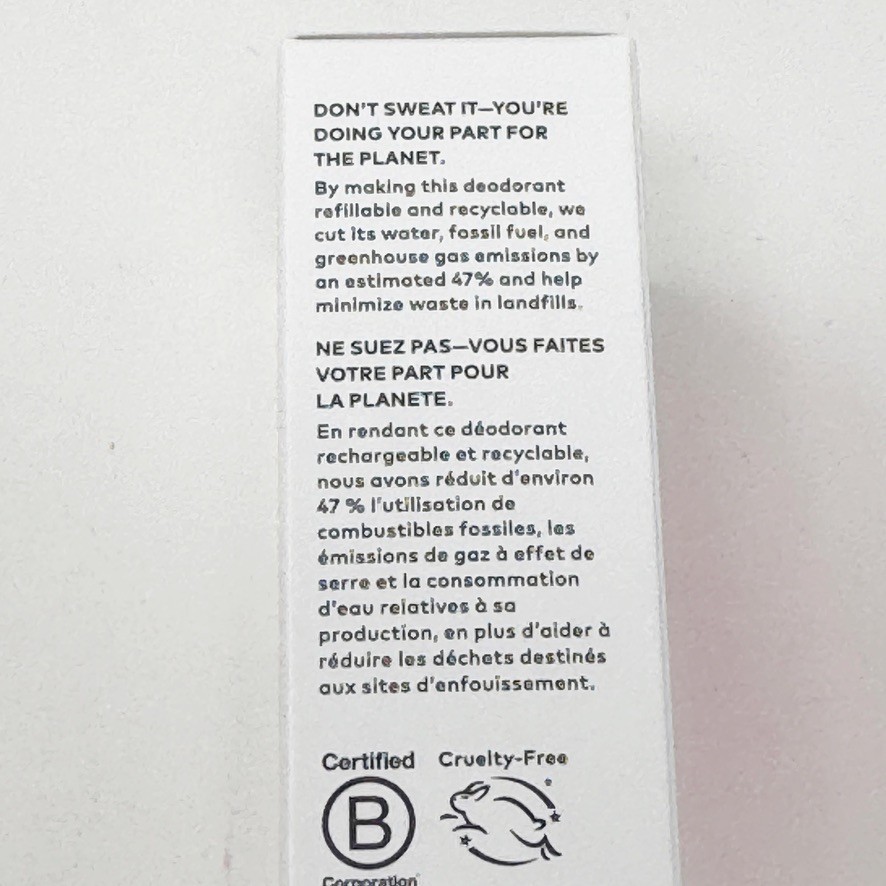 DON'T SWEAT IT—YOU'RE
DOING YOUR PART FOR
THE PLANET.
By making this deodorant
refillable and recyclable, we
cut its water, fossil fuel, and
greenhouse gas emissions by
an estimated 47% and help
minimize waste in landfills.
NE SUEZ PAS—VOUS FAITES
VOTRE PART POUR
LA PLANETE.
En rendant ce déodorant
rechargeable et recyclable,
nous avons réduit d'environ
47 % l'utilisation de
combustibles fossiles, les
émissions de gaz à effet de
serre et la consommation
d'eau relatives à sa
production, en plus d'aider à
réduire les déchets destinés
aux sites d'enfouissement.
Certified Cruelty-Free
B
Corporation